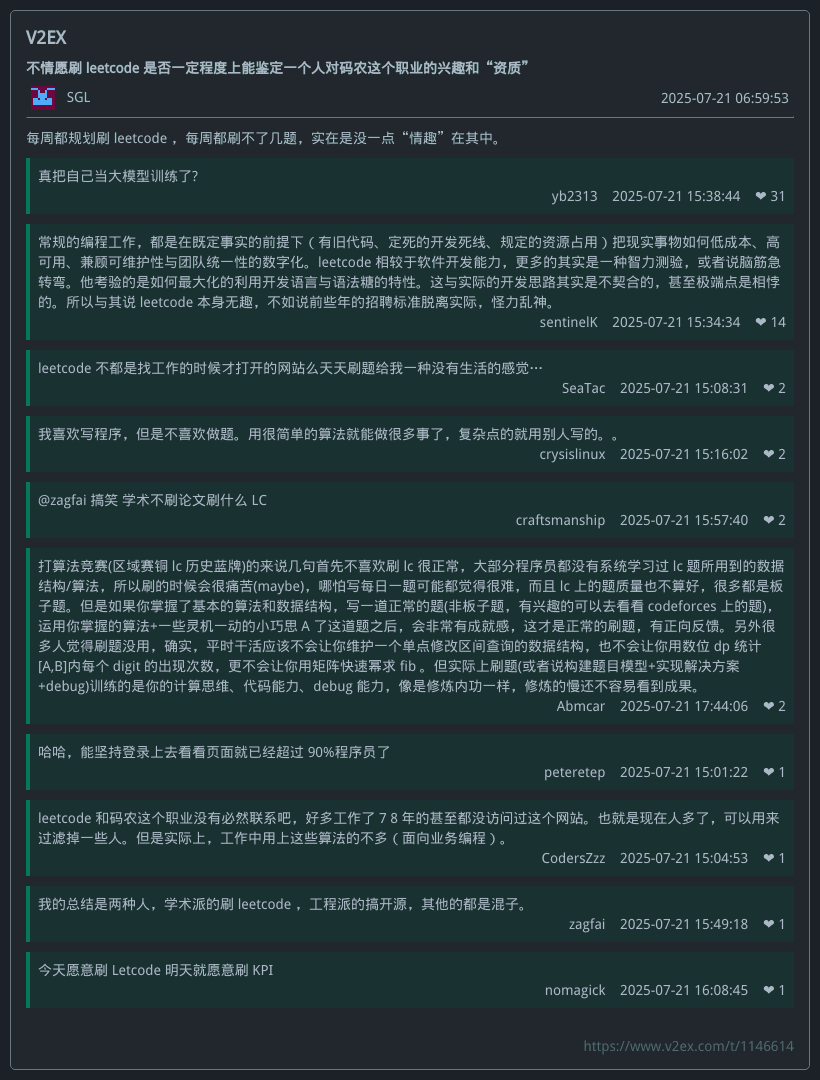 V2EX
不情愿刷 leetcode 是否一定程度上能鉴定一个人对码农这个职业的兴趣和“资质”
SGL
2025-07-21 06:59:53
每周都规划刷 leetcode ，每周都刷不了几题，实在是没一点“情趣”在其中。
真把自己当大模型训练了?
yb2313 2025-07-21 15:38:44 ❤ 31
常规的编程工作，都是在既定事实的前提下（有旧代码、定死的开发死线、规定的资源占用）把现实事物如何低成本、高
可用、兼顾可维护性与团队统一性的数字化。leetcode 相较于软件开发能力，更多的其实是一种智力测验，或者说脑筋急
转弯。他考验的是如何最大化的利用开发语言与语法糖的特性。这与实际的开发思路其实是不契合的，甚至极端点是相悖
的。所以与其说 leetcode 本身无趣，不如说前些年的招聘标准脱离实际，怪力乱神。
sentinelK 2025-07-21 15:34:34 ❤ 14
leetcode 不都是找工作的时候才打开的网站么天天刷题给我一种没有生活的感觉…
SeaTac 2025-07-21 15:08:31 ❤ 2
我喜欢写程序，但是不喜欢做题。用很简单的算法就能做很多事了，复杂点的就用别人写的。。
crysislinux 2025-07-21 15:16:02 ❤ 2
@zagfai 搞笑 学术不刷论文刷什么 LC
craftsmanship 2025-07-21 15:57:40 ❤ 2
打算法竞赛(区域赛铜 lc 历史蓝牌)的来说几句首先不喜欢刷 lc 很正常，大部分程序员都没有系统学习过 lc 题所用到的数据
结构/算法，所以刷的时候会很痛苦(maybe)，哪怕写每日一题可能都觉得很难，而且 lc 上的题质量也不算好，很多都是板
子题。但是如果你掌握了基本的算法和数据结构，写一道正常的题(非板子题，有兴趣的可以去看看 codeforces 上的题)，
运用你掌握的算法+一些灵机一动的小巧思 A 了这道题之后，会非常有成就感，这才是正常的刷题，有正向反馈。另外很
多人觉得刷题没用，确实，平时干活应该不会让你维护一个单点修改区间查询的数据结构，也不会让你用数位 dp 统计
[A,B]内每个 digit 的出现次数，更不会让你用矩阵快速幂求 fib 。但实际上刷题(或者说构建题目模型+实现解决方案
+debug)训练的是你的计算思维、代码能力、debug 能力，像是修炼内功一样，修炼的慢还不容易看到成果。
Abmcar 2025-07-21 17:44:06 ❤ 2
哈哈，能坚持登录上去看看页面就已经超过 90%程序员了
peteretep 2025-07-21 15:01:22 ❤ 1
leetcode 和码农这个职业没有必然联系吧，好多工作了 7 8 年的甚至都没访问过这个网站。也就是现在人多了，可以用来
过滤掉一些人。但是实际上，工作中用上这些算法的不多（面向业务编程）。
CodersZzz 2025-07-21 15:04:53 ❤ 1
我的总结是两种人，学术派的刷 leetcode ，工程派的搞开源，其他的都是混子。
zagfai 2025-07-21 15:49:18 ❤ 1
今天愿意刷 Letcode 明天就愿意刷 KPI
nomagick 2025-07-21 16:08:45 ❤ 1
https://www.v2ex.com/t/1146614